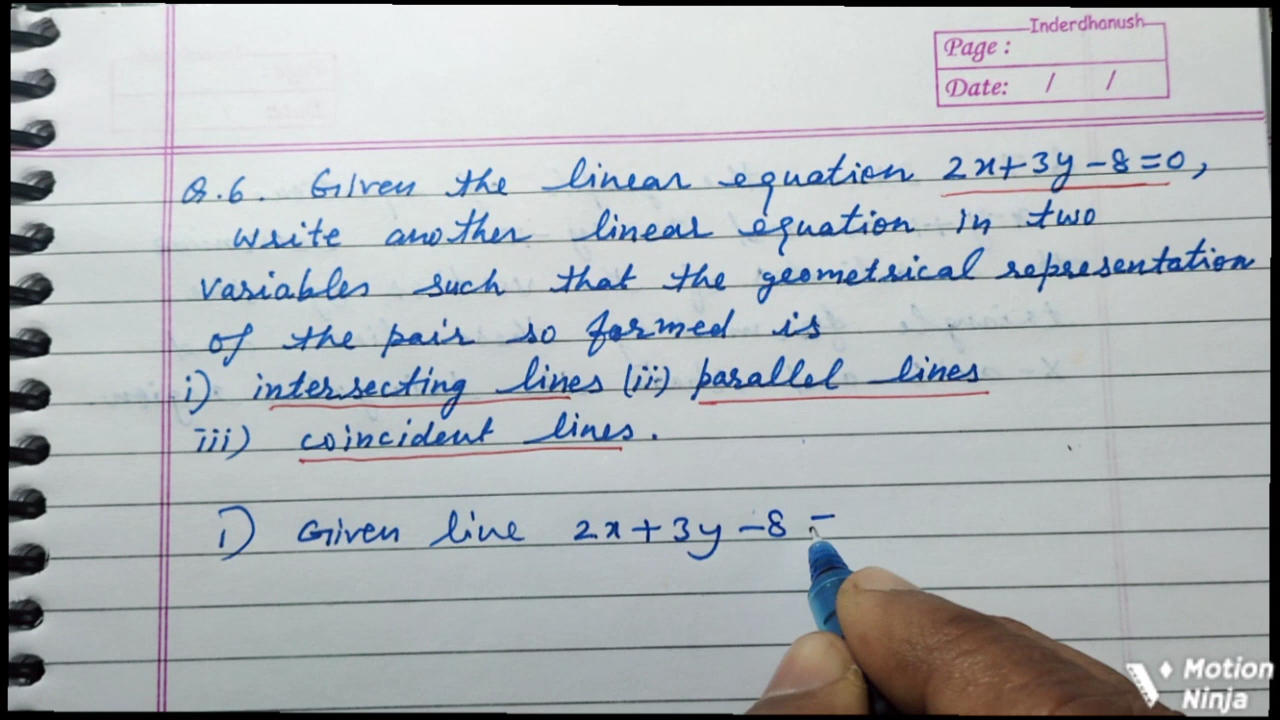 Inderdhanush
Page :
Date: / /
Q.6. Given the linear equation 2x+3y-8=0,
write another linear equation in two
variables such that the geometrical representation
of the pair so formed is
i) intersecting lines (ii) parallel lines
iii) coincident lines.
i) Given line 2x+3y-8 -
Motion
Ninja